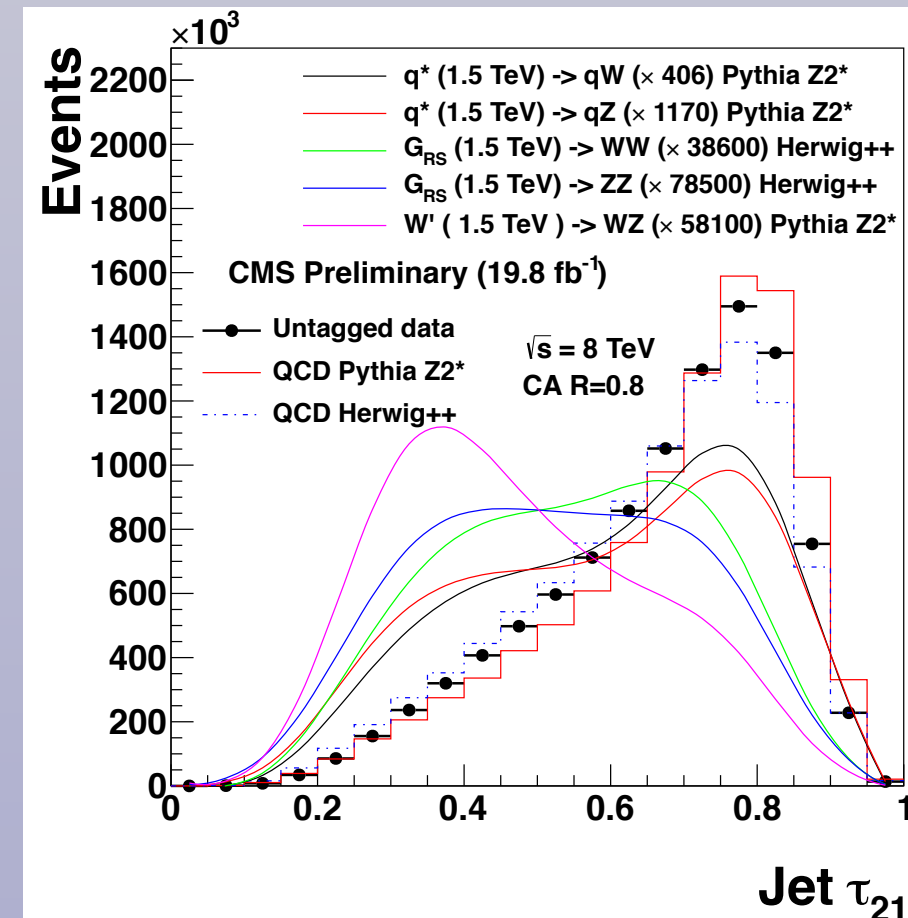 ×10³
Events
2200
2000
1800
1600
1400
1200
1000
800
600
400
200
0
q* (1.5 TeV) -> qW (× 406) Pythia Z2*
q* (1.5 TeV) -> qZ (× 1170) Pythia Z2*
G_RS (1.5 TeV) -> WW (× 38600) Herwig++
G_RS (1.5 TeV) -> ZZ (× 78500) Herwig++
W' ( 1.5 TeV ) -> WZ (× 58100) Pythia Z2*
CMS Preliminary (19.8 fb⁻¹)
Untagged data
QCD Pythia Z2*
QCD Herwig++
√s = 8 TeV
CA R=0.8
0 0.2 0.4 0.6 0.8 1
Jet τ₂₁